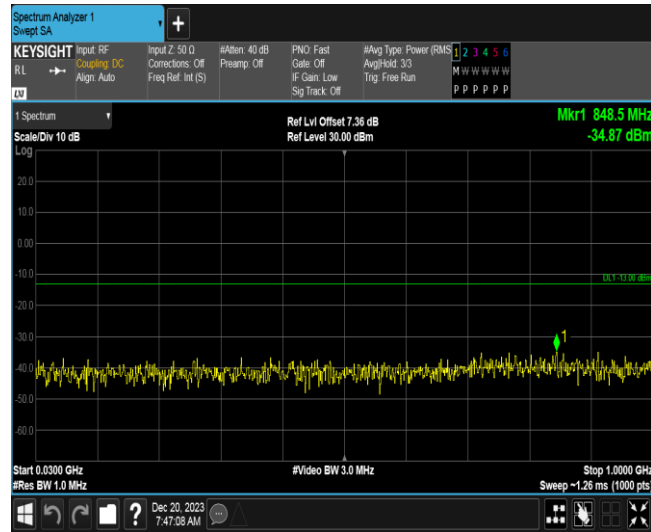 Spectrum Analyzer 1
Swept SA
+
KEYSIGHT
RL
LXI
Input: RF
Coupling: DC
Align: Auto
Input Z: 50 Ω
Corrections: Off
Freq Ref: Int (S)
#Atten: 40 dB
Preamp: Off
PNO: Fast
Gate: Off
IF Gain: Low
Sig Track: Off
#Avg Type: Power (RMS
Avg|Hold: 3/3
Trig: Free Run
1 2 3 4 5 6
M W W W W W
P P P P P P
1 Spectrum
Scale/Div 10 dB
Log
Ref Lvl Offset 7.36 dB
Ref Level 30.00 dBm
Mkr1 848.5 MHz
-34.87 dBm
20.0
10.0
0.00
-10.0
DL1 -13.00 dBm
-20.0
-30.0
1
-40.0
-50.0
-60.0
Start 0.0300 GHz
#Video BW 3.0 MHz
Stop 1.0000 GHz
#Res BW 1.0 MHz
Sweep ~1.26 ms (1000 pts)
?
Dec 20, 2023
7:47:08 AM